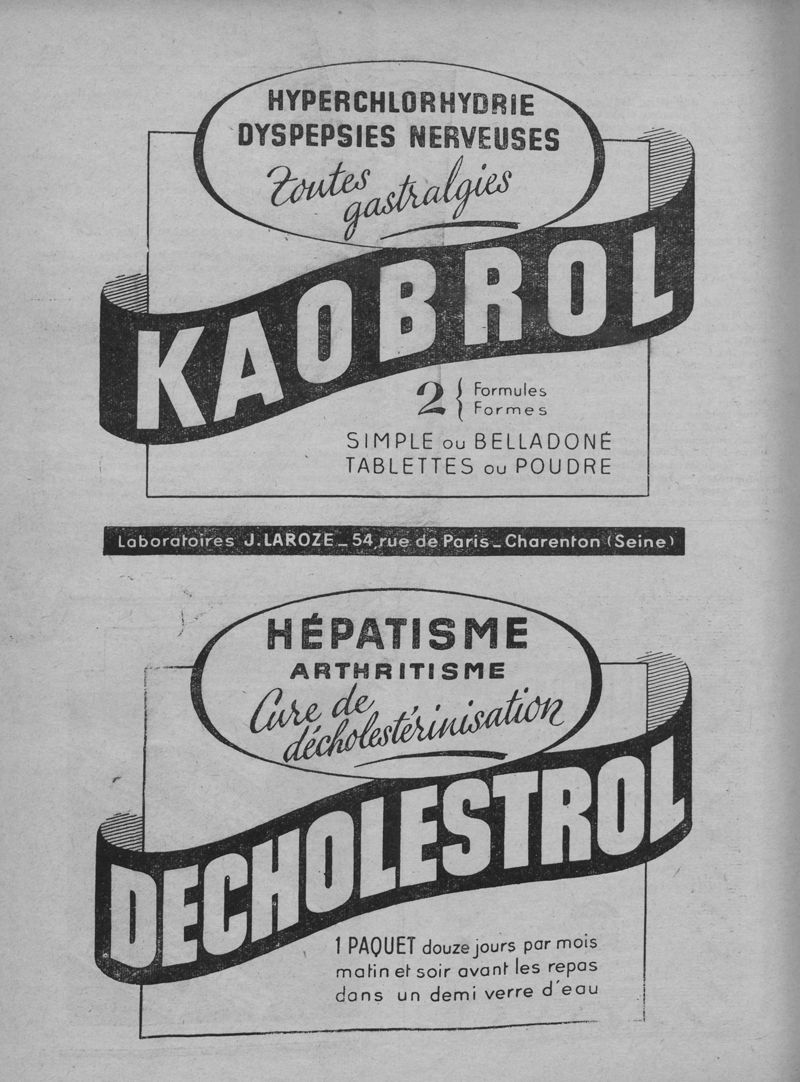 HYPERCHLORHYDRIE
DYSPEPSIES NERVEUSES
toutes
gastralgies
KAOBROL
2 { Formules
Formes
SIMPLE ou BELLADONÉ
TABLETTES ou POUDRE
Laboratoires J. LAROZE _ 54, rue de Paris _ Charenton (Seine)
HÉPATISME
ARTHRITISME
Cure de
décholestérinisation
DECHOLESTROL
1 PAQUET douze jours par mois
matin et soir avant les repas
dans un demi verre d'eau